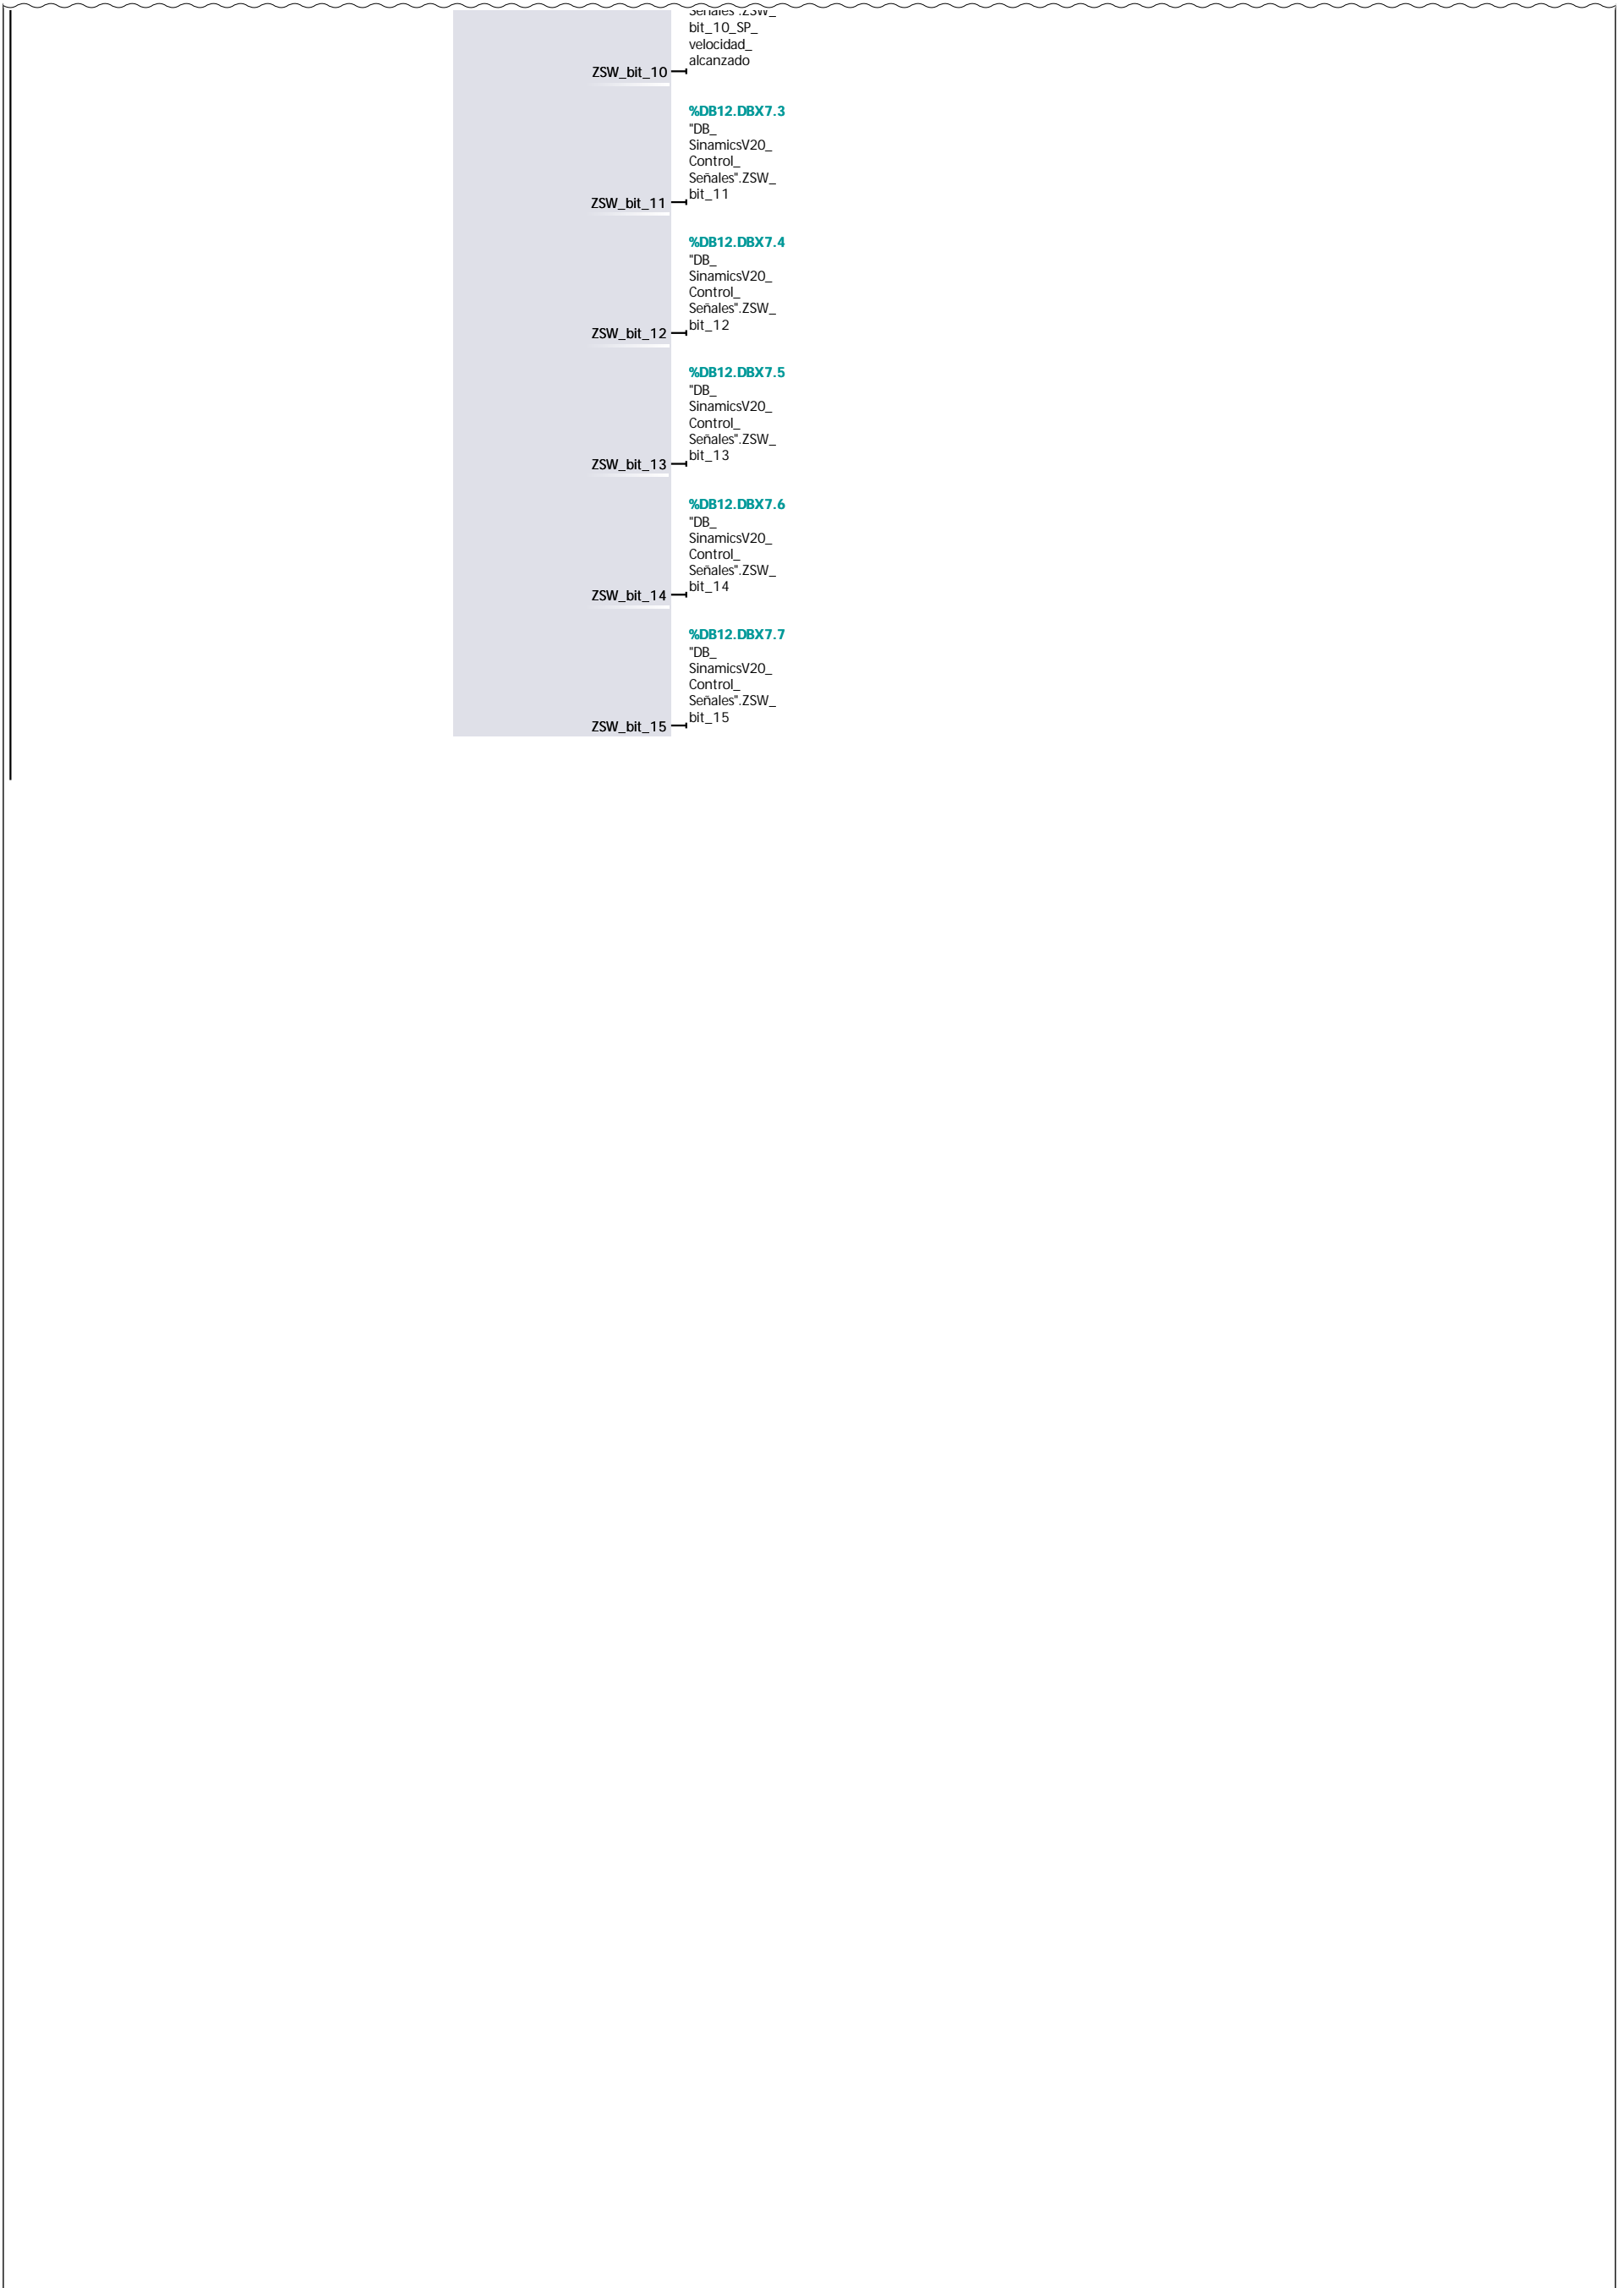 Señales".ZSW_
bit_10_SP_
velocidad_
alcanzado
ZSW_bit_10
%DB12.DBX7.3
"DB_
SinamicsV20_
Control_
Señales".ZSW_
bit_11
ZSW_bit_11
%DB12.DBX7.4
"DB_
SinamicsV20_
Control_
Señales".ZSW_
bit_12
ZSW_bit_12
%DB12.DBX7.5
"DB_
SinamicsV20_
Control_
Señales".ZSW_
bit_13
ZSW_bit_13
%DB12.DBX7.6
"DB_
SinamicsV20_
Control_
Señales".ZSW_
bit_14
ZSW_bit_14
%DB12.DBX7.7
"DB_
SinamicsV20_
Control_
Señales".ZSW_
bit_15
ZSW_bit_15